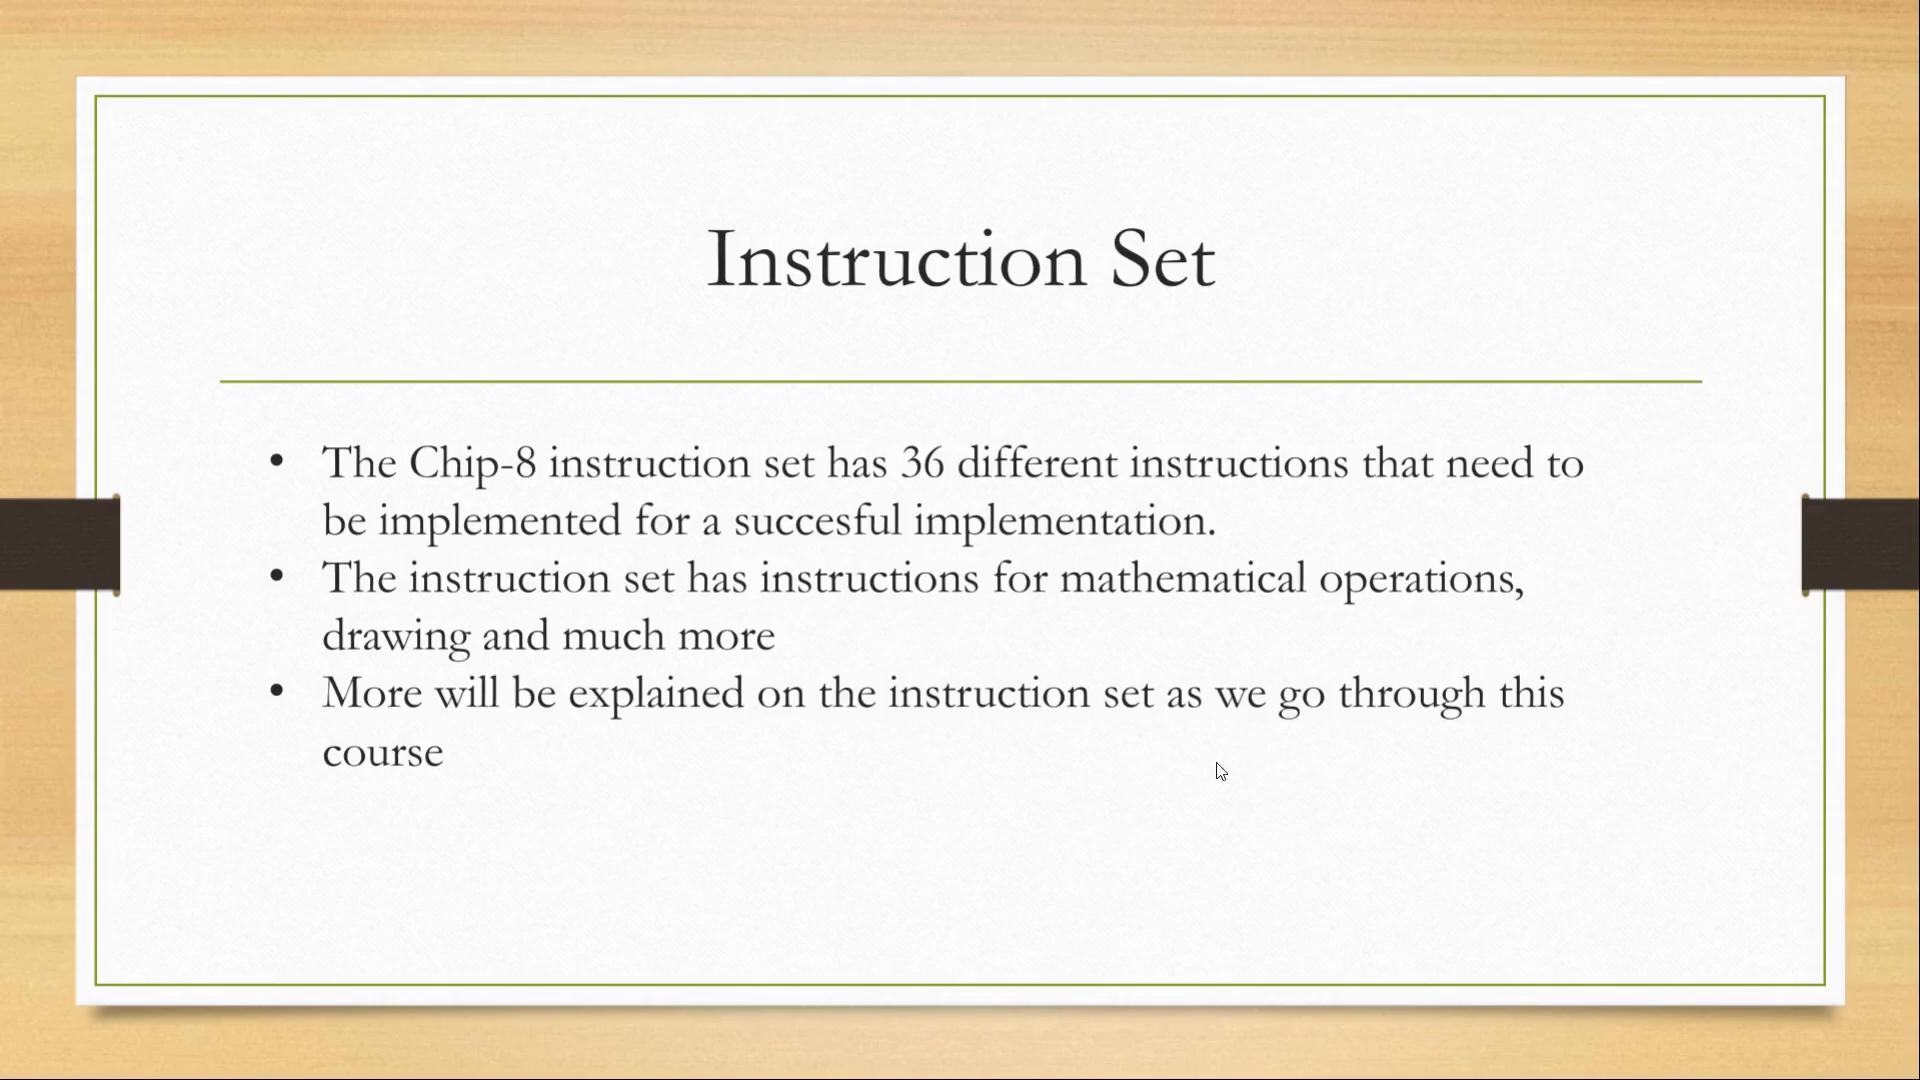 Instruction Set
• The Chip-8 instruction set has 36 different instructions that need to
be implemented for a succesful implementation.
• The instruction set has instructions for mathematical operations,
drawing and much more
• More will be explained on the instruction set as we go through this
course